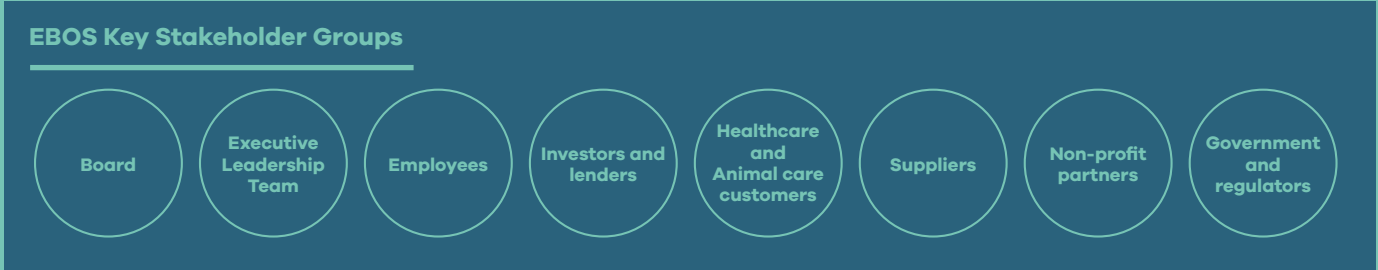 EBOS Key Stakeholder Groups
Board
Executive
Leadership
Team
Employees
Investors and
lenders
Healthcare
and
Animal care
customers
Suppliers
Non-profit
partners
Government
and
regulators